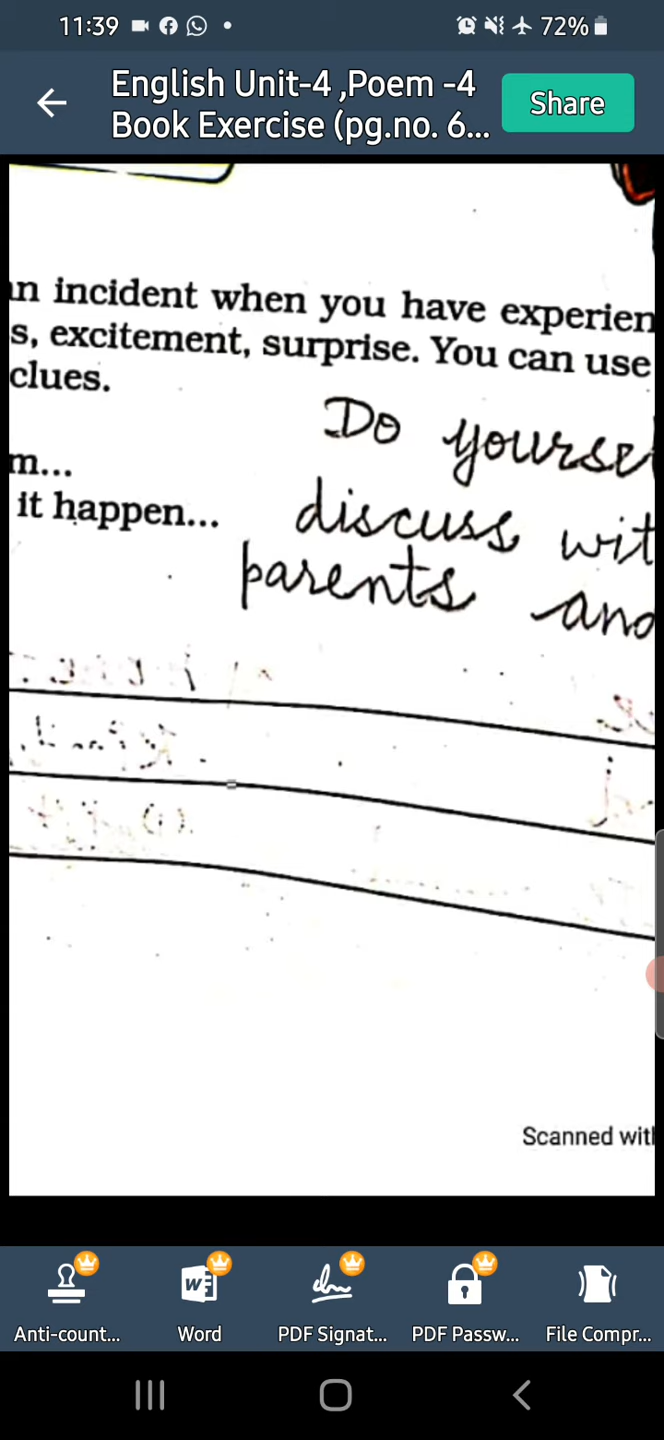 11:39 72%
English Unit-4 ,Poem -4
Book Exercise (pg.no. 6...
Share
n incident when you have experien
s, excitement, surprise. You can use
clues.
Do yourse
m...
it happen...
discuss wit
parents and
Scanned with
Anti-count... Word PDF Signat... PDF Passw... File Compr...